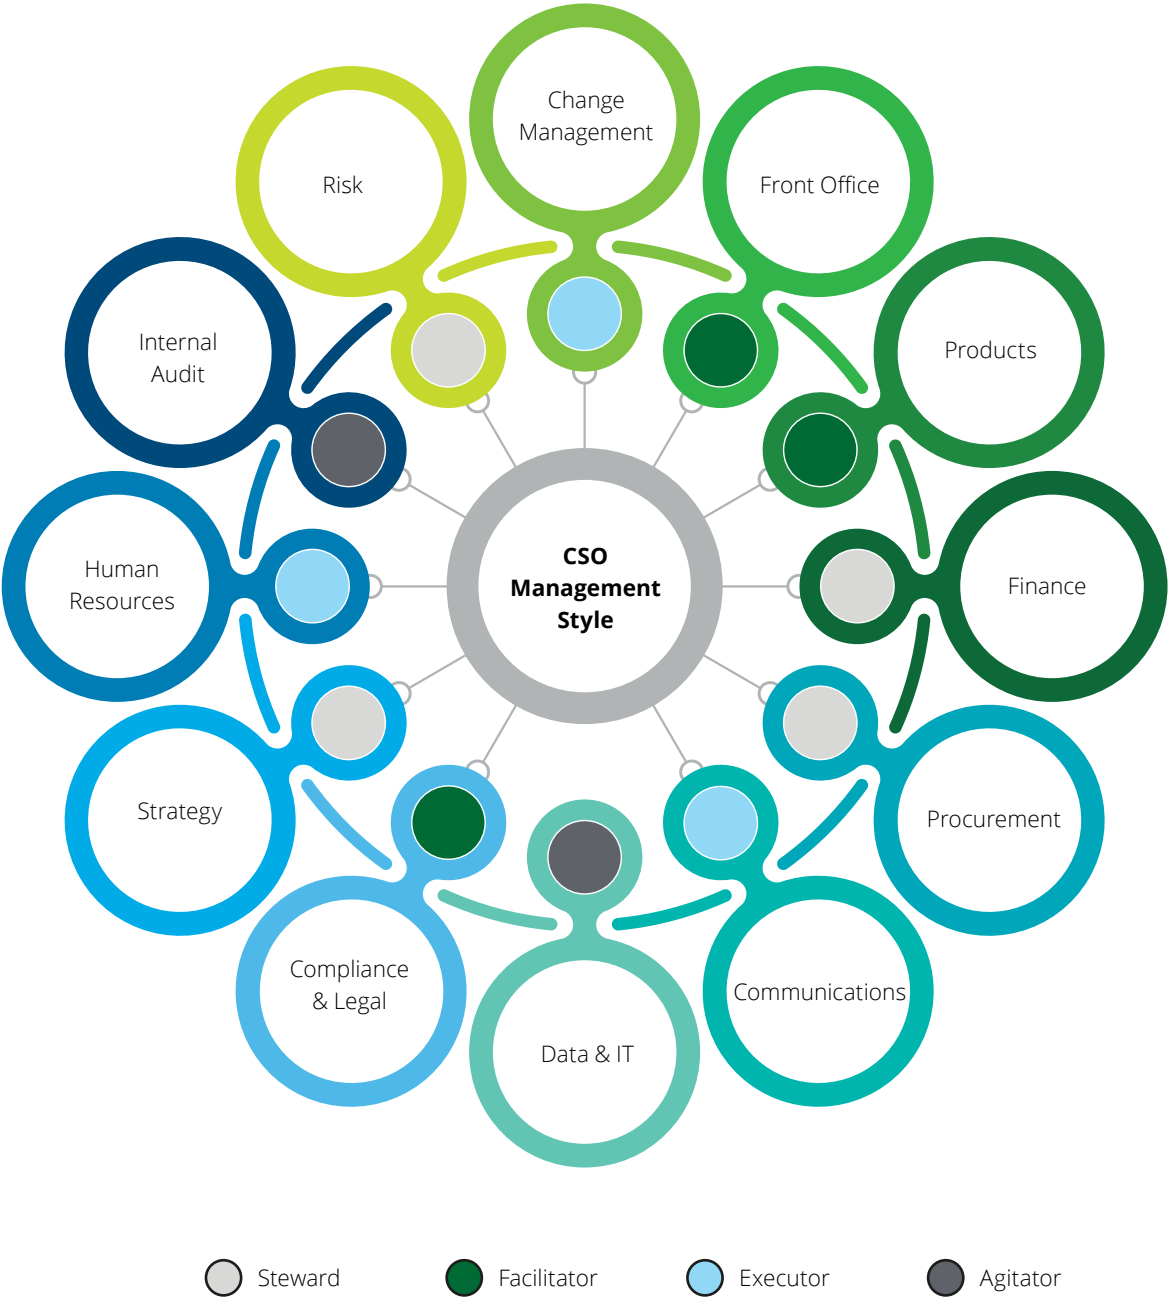 Change
Management
Front Office
Risk
Products
Internal
Audit
CSO
Management
Style
Finance
Human
Resources
Procurement
Strategy
Communications
Compliance
& Legal
Data & IT
Steward
Facilitator
Executor
Agitator